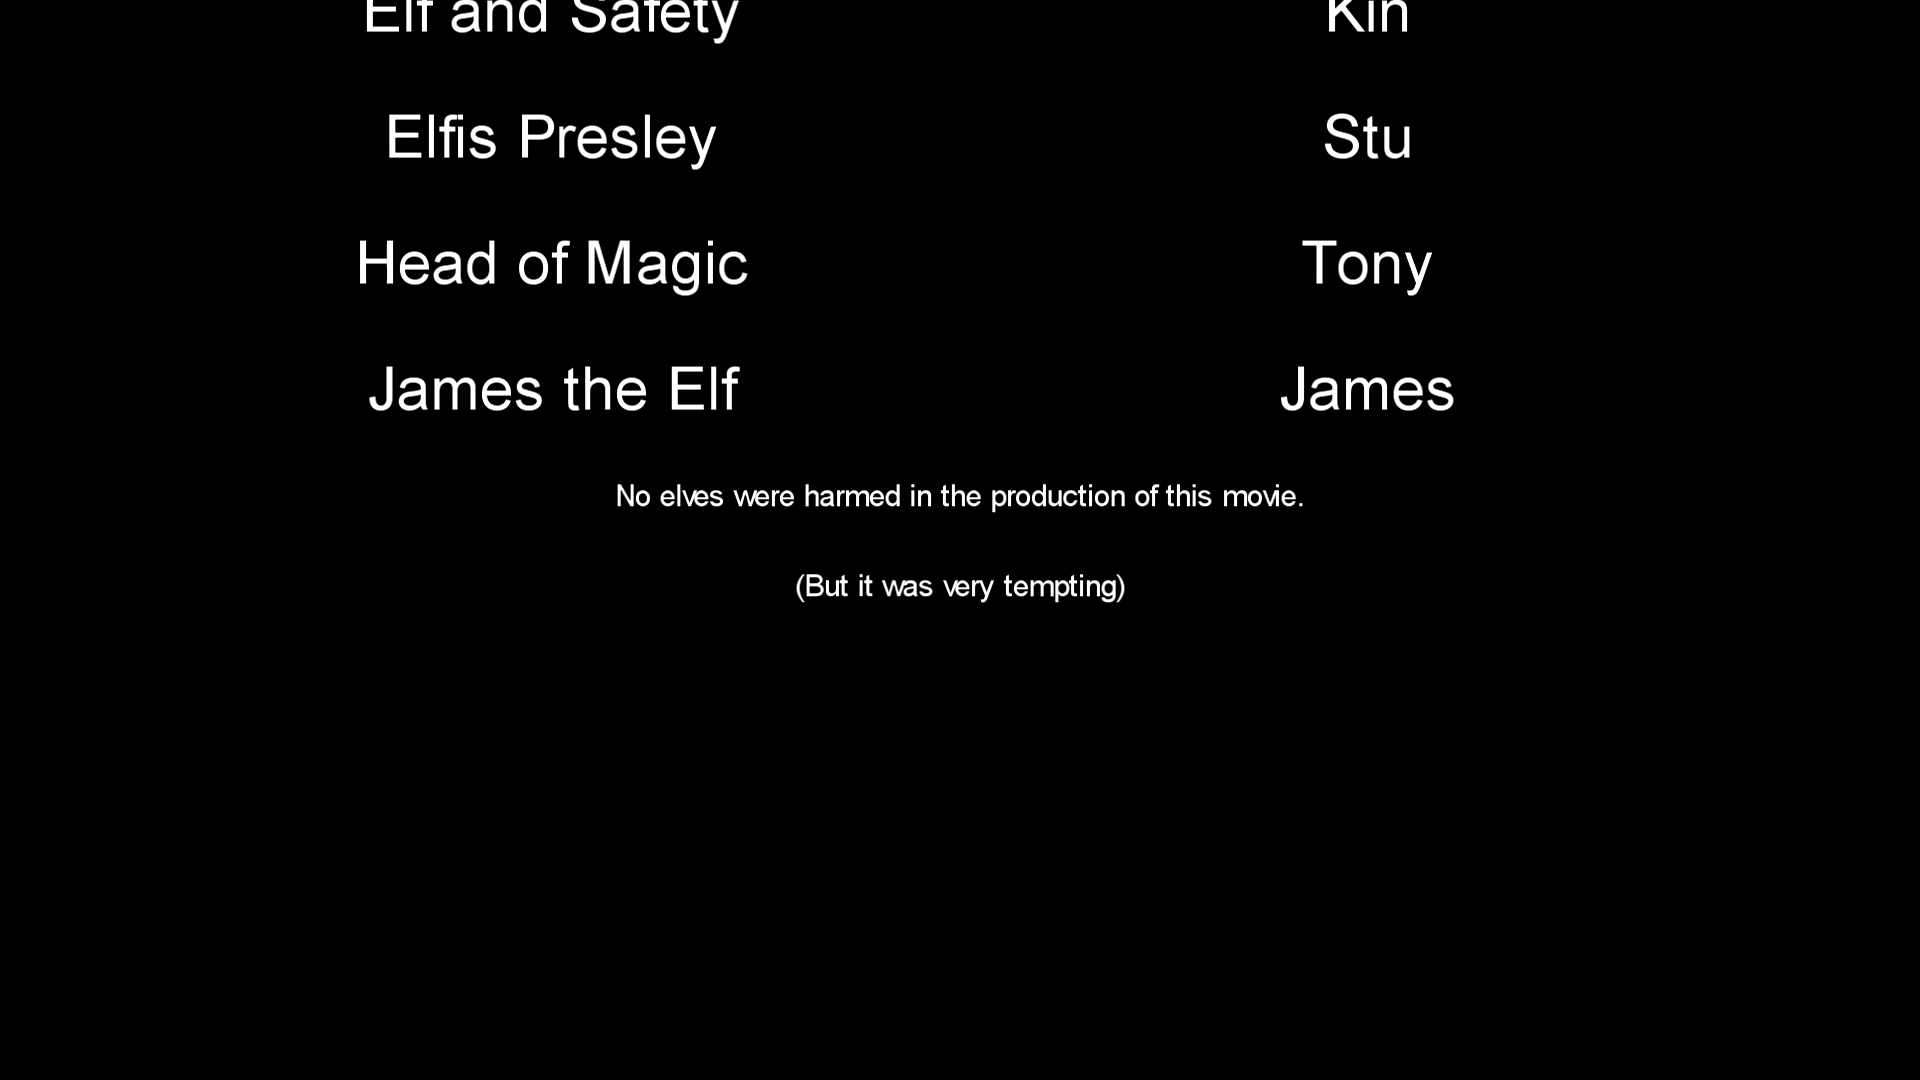 Elf and Safety Kin
Elfis Presley Stu
Head of Magic Tony
James the Elf James
No elves were harmed in the production of this movie.
(But it was very tempting)